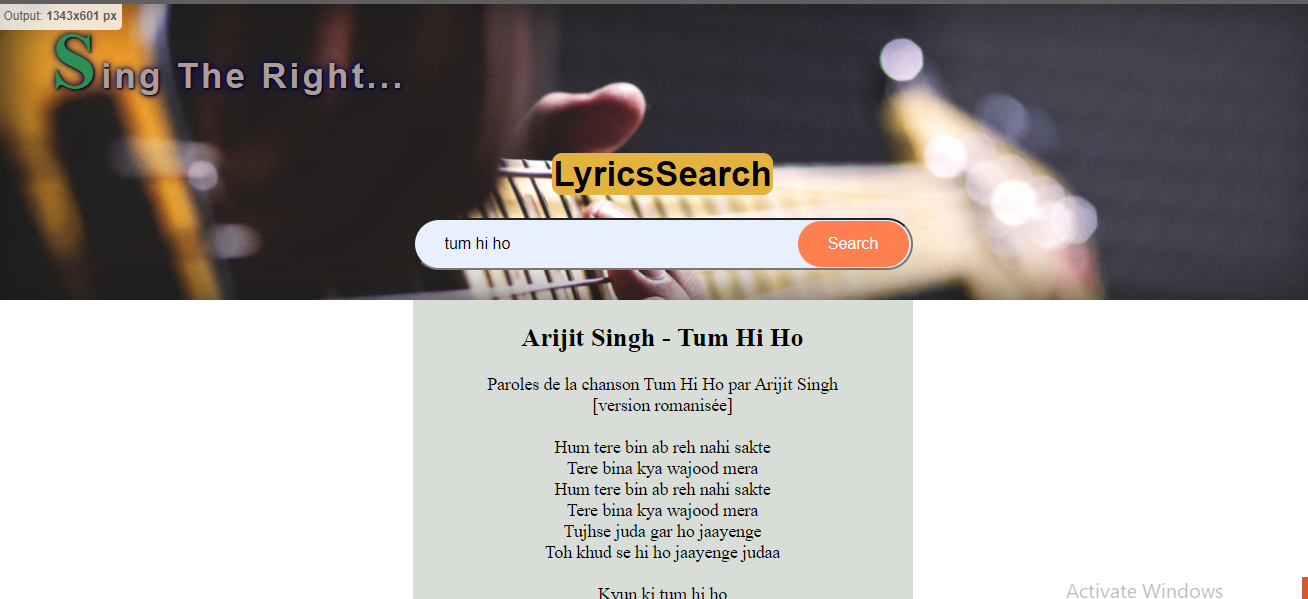 Output: 1343x601 px
Sing The Right...
LyricsSearch
tum hi ho
Search
Arijit Singh - Tum Hi Ho
Paroles de la chanson Tum Hi Ho par Arijit Singh
[version romanisée]
Hum tere bin ab reh nahi sakte
Tere bina kya wajood mera
Hum tere bin ab reh nahi sakte
Tere bina kya wajood mera
Tujhse juda gar ho jaayenge
Toh khud se hi ho jaayenge judaa
Kyun ki tum hi ho
Activate Windows